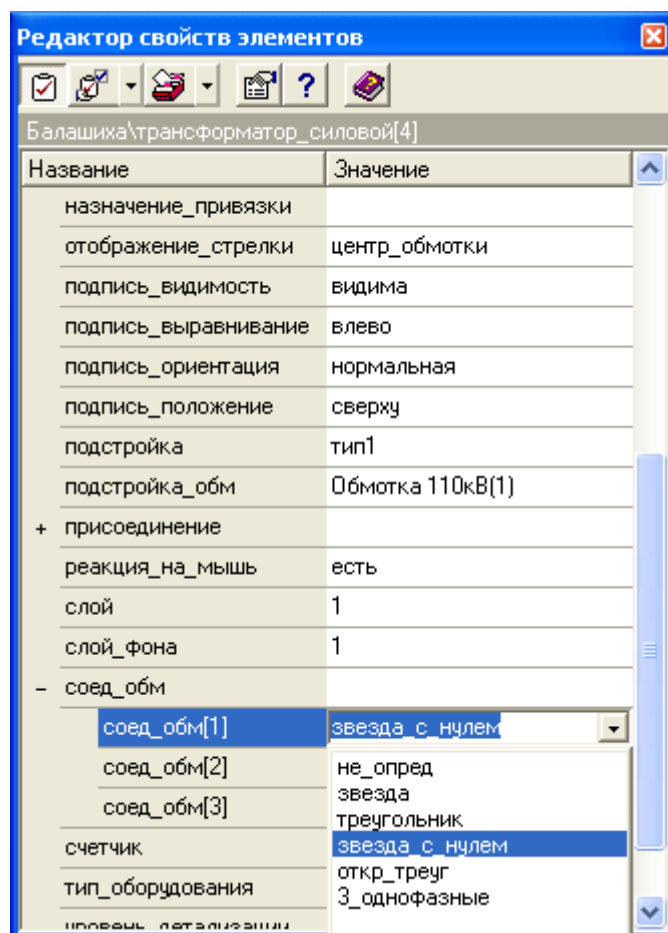 Редактор свойств элементов
Балашиха\трансформатор_силовой[4]
Название Значение
назначение_привязки
отображение_стрелки центр_обмотки
подпись_видимость видима
подпись_выравнивание влево
подпись_ориентация нормальная
подпись_положение сверху
подстройка тип1
подстройка_обм Обмотка 110кВ(1)
+ присоединение
реакция_на_мышь есть
слой 1
слой_фона 1
- соед_обм
соед_обм[1] звезда_с_нулем
соед_обм[2] не_опред
звезда
соед_обм[3] треугольник
звезда_с_нулем
счетчик откр_треуг
тип_оборудования 3_однофазные
уровень_детализации